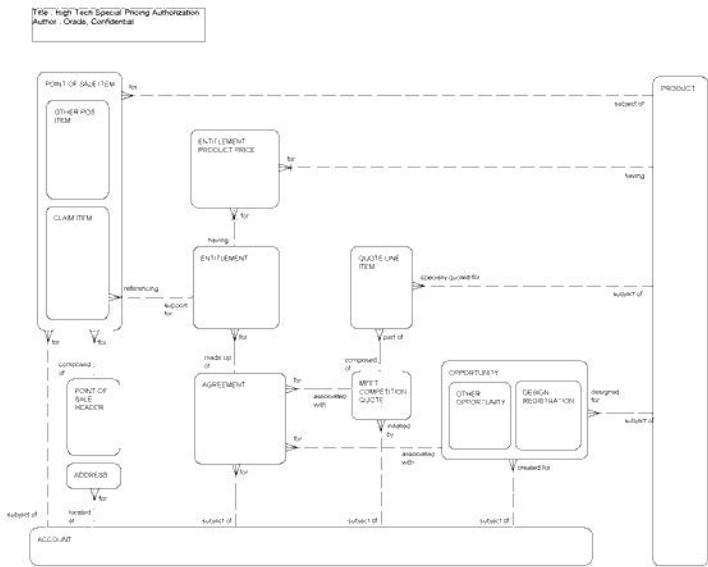 Title : High Tech Special Pricing Authorization
Author : Oracle, Confidential
POINT OF SALE ITEM
for
subject of
PRODUCT
OTHER POS
ITEM
ENTITLEMENT
PRODUCT PRICE
for
having
for
having
CLAIM ITEM
ENTITLEMENT
QUOTE LINE
ITEM
specially quoted for
subject of
referencing
support
for
for
for
for
part of
composed
of
made up
of
composed
of
POINT OF
SALE
HEADER
AGREEMENT
for
associated
with
MEET
COMPETITION
QUOTE
OPPORTUNITY
OTHER
OPPORTUNITY
DESIGN
REGISTRATION
designed
for
subject of
initiated
by
for
associated
with
ADDRESS
for
for
created for
subject of
located
at
subject of
subject of
subject of
ACCOUNT